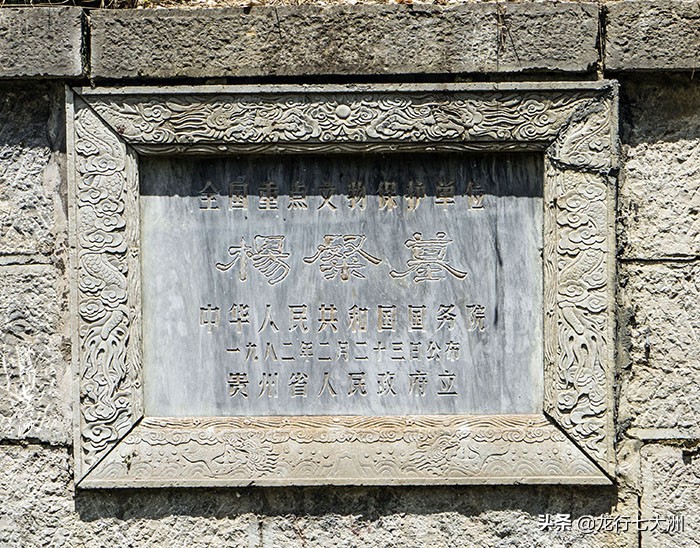 全国重点文物保护单位
楊粲墓
中华人民共和国国务院
一九八二年二月二十三日公布
贵州省人民政府立
头条@龙行七大洲